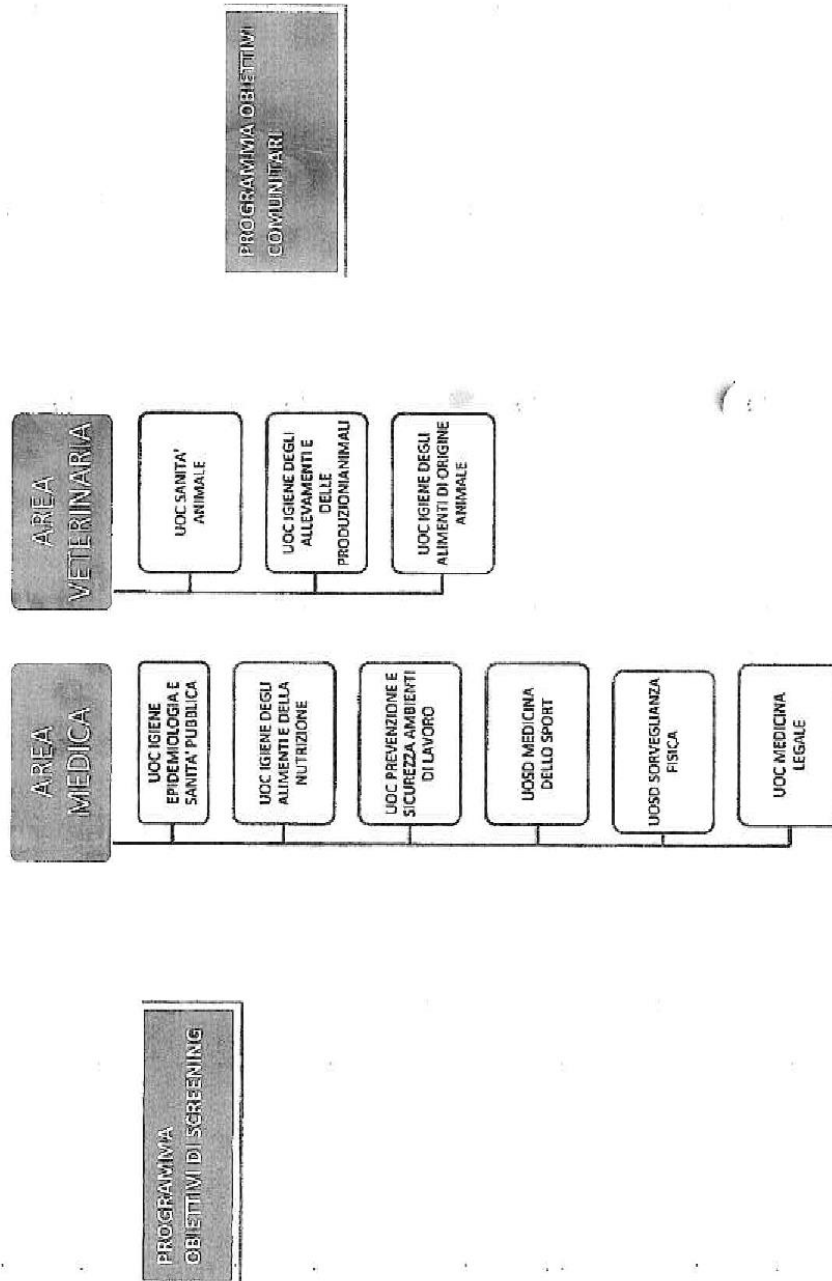 PROGRAMMA
OBIETTIVI DI SCREENING
AREA
MEDICA
UOC IGIENE
EPIDEMIOLOGIA E
SANITA' PUBBLICA
UOC IGIENE DEGLI
ALIMENTI E DELLA
NUTRIZIONE
UOC PREVENZIONE E
SICUREZZA AMBIENTI
DI LAVORO
UOSD MEDICINA
DELLO SPORT
UOSD SORVEGLIANZA
FISICA
UOC MEDICINA
LEGALE
AREA
VETERINARIA
UOC SANITA'
ANIMALE
UOC IGIENE DEGLI
ALLEVAMENTI E
DELLE
PRODUZIONIANIMALI
UOC IGIENE DEGLI
ALIMENTI DI ORIGINE
ANIMALE
PROGRAMMA OBIETTIVI
COMUNITARI